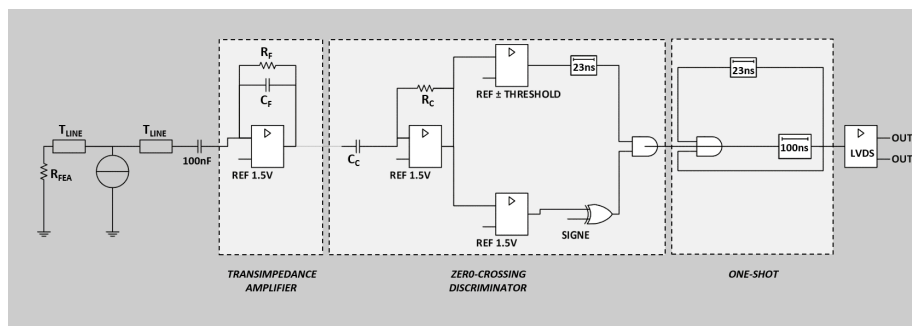 R_F
C_F
T_LINE
T_LINE
100nF
R_FEA
REF 1.5V
TRANSIMPEDANCE
AMPLIFIER
C_C
R_C
REF 1.5V
REF ± THRESHOLD
23ns
REF 1.5V
SIGNE
ZERO-CROSSING
DISCRIMINATOR
23ns
100ns
ONE-SHOT
LVDS
OUT
OUT